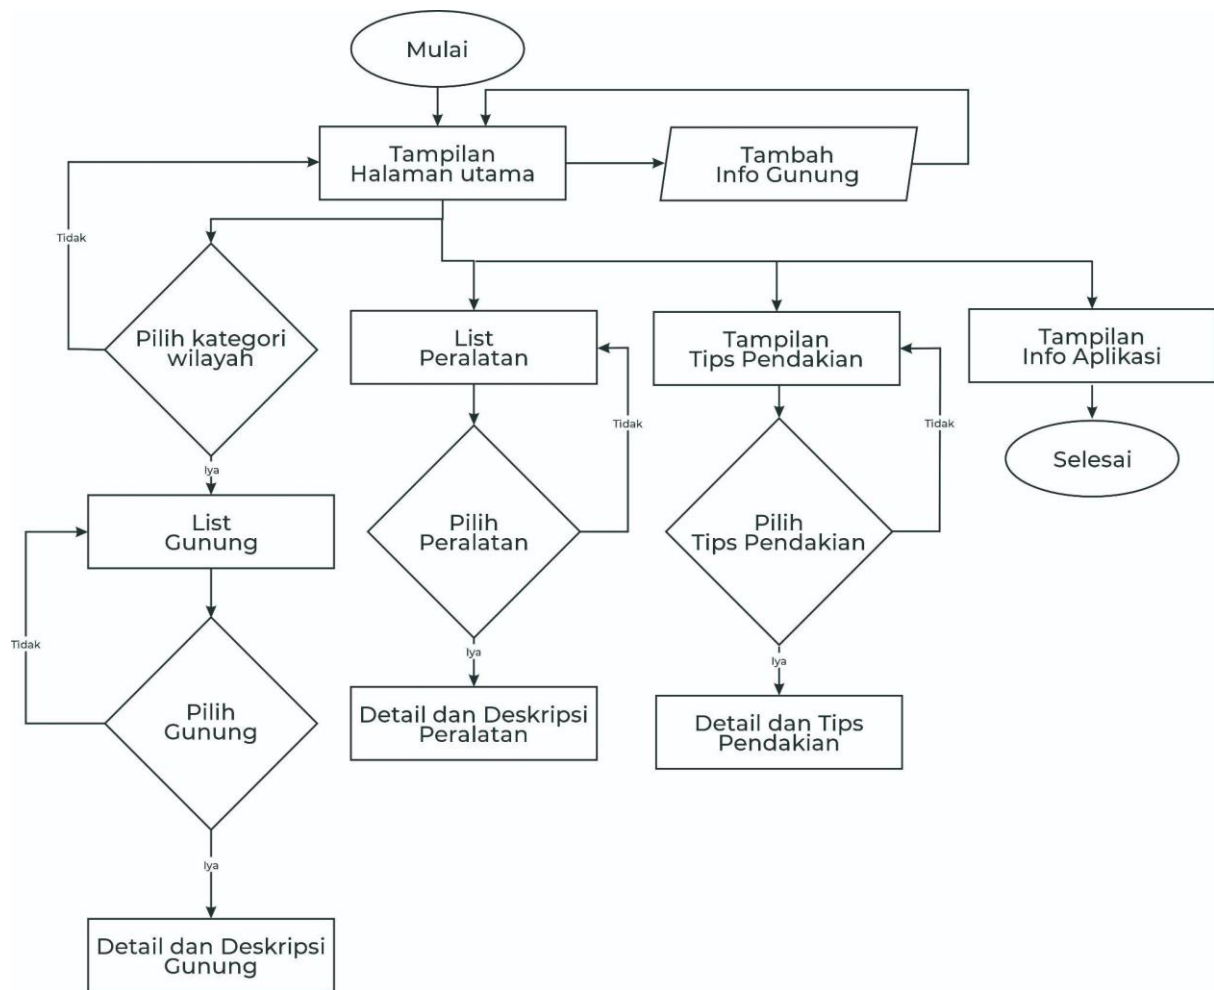 Mulai
Tampilan
Halaman utama
Tambah
Info Gunung
Tidak
Pilih kategori
wilayah
List
Peralatan
Tampilan
Tips Pendakian
Tampilan
Info Aplikasi
Tidak
Tidak
Iya
Selesai
List
Gunung
Pilih
Peralatan
Pilih
Tips Pendakian
Tidak
Iya
Iya
Pilih
Gunung
Detail dan Deskripsi
Peralatan
Detail dan Tips
Pendakian
Iya
Detail dan Deskripsi
Gunung